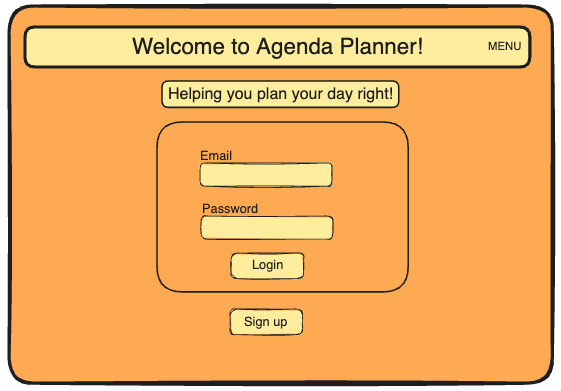 Welcome to Agenda Planner!
MENU
Helping you plan your day right!
Email
Password
Login
Sign up